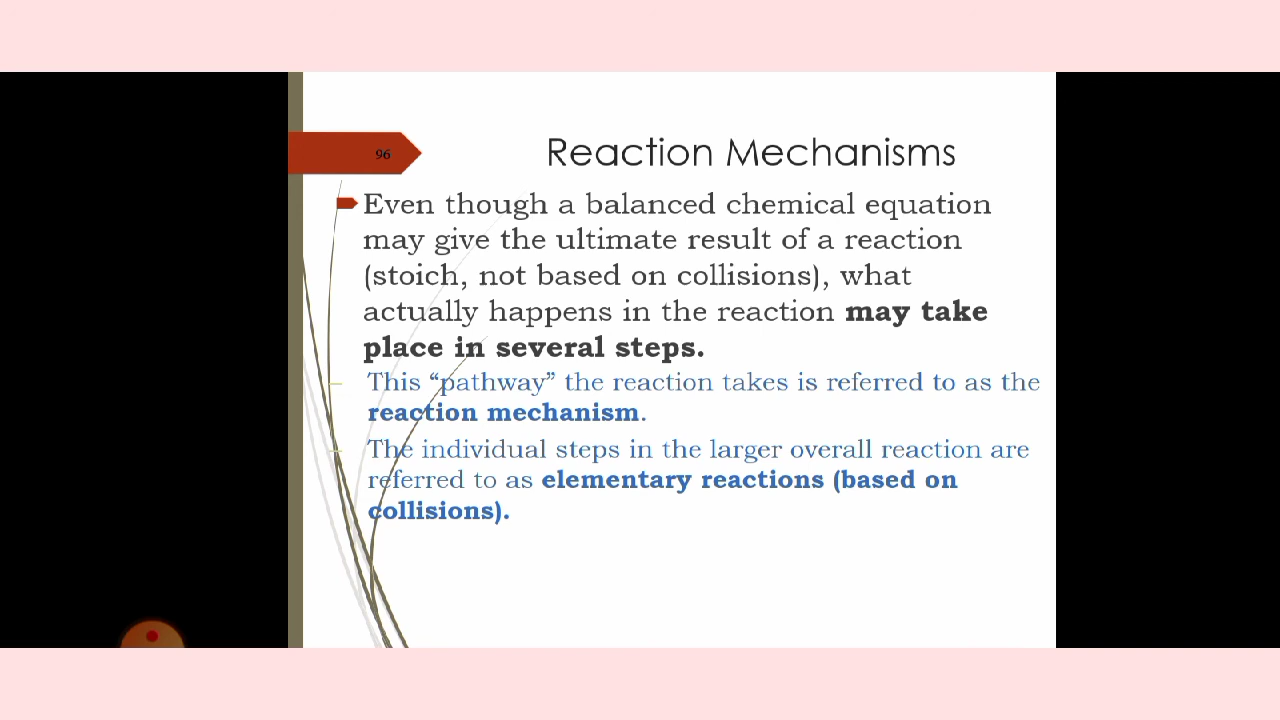 96
Reaction Mechanisms
Even though a balanced chemical equation
may give the ultimate result of a reaction
(stoich, not based on collisions), what
actually happens in the reaction may take
place in several steps.
This “pathway” the reaction takes is referred to as the
reaction mechanism.
The individual steps in the larger overall reaction are
referred to as elementary reactions (based on
collisions).